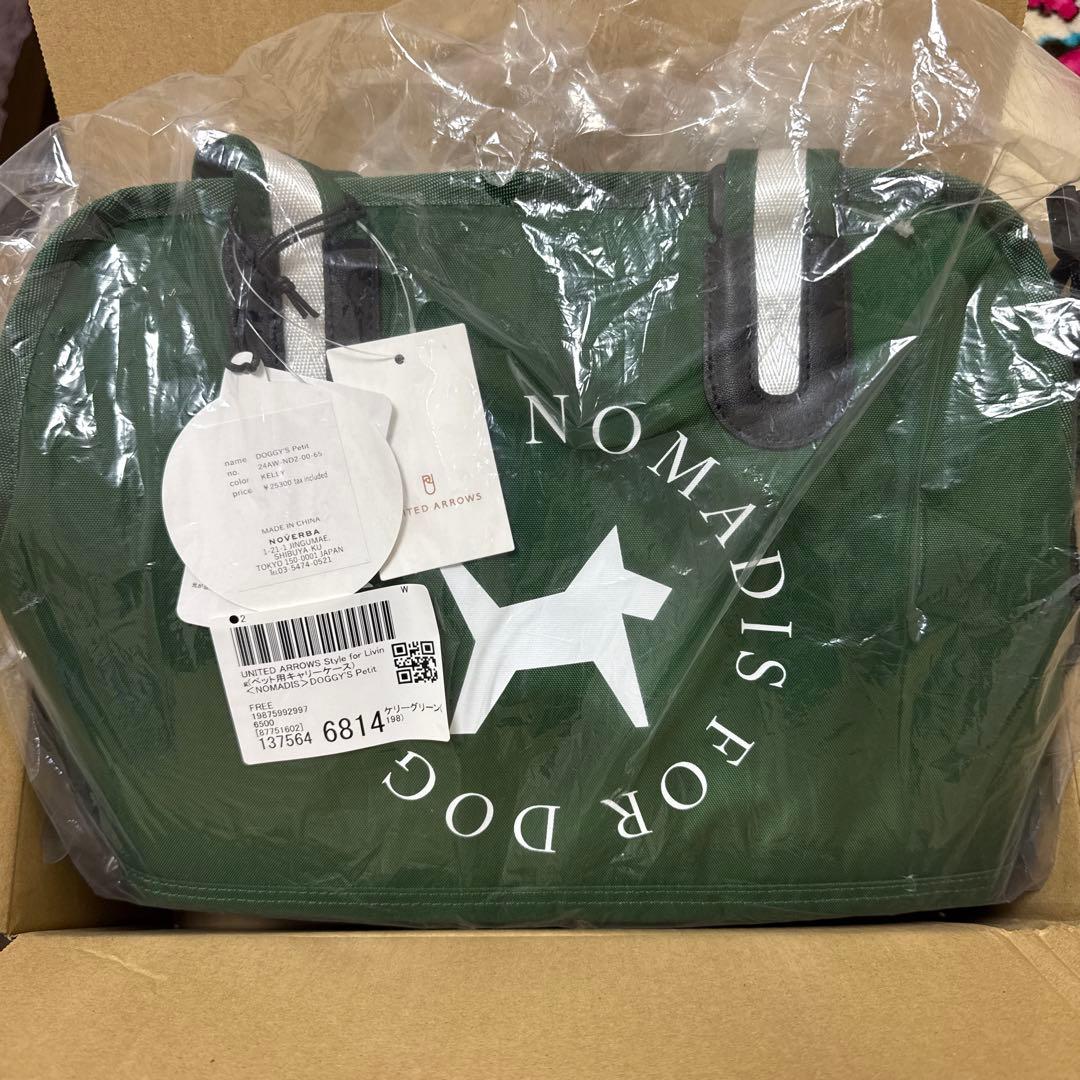 NOMADIS FOR DOG
name DOGGY'S Petit
no. 24AW-ND2-00-65
color KELLY
price ¥25300 tax included
MADE IN CHINA
NOVERBA
1-21-1 JINGUMAE,
SHIBUYA-KU
TOKYO 150-0001 JAPAN
Tel.03-5474-0521
UNITED ARROWS
●2
W
UNITED ARROWS Style for Livin
g(ペット用キャリーケース)
<NOMADIS>DOGGY'S Petit
FREE
19875992997
6500
[87751602]
ケリーグリーン(
198)
137564 6814